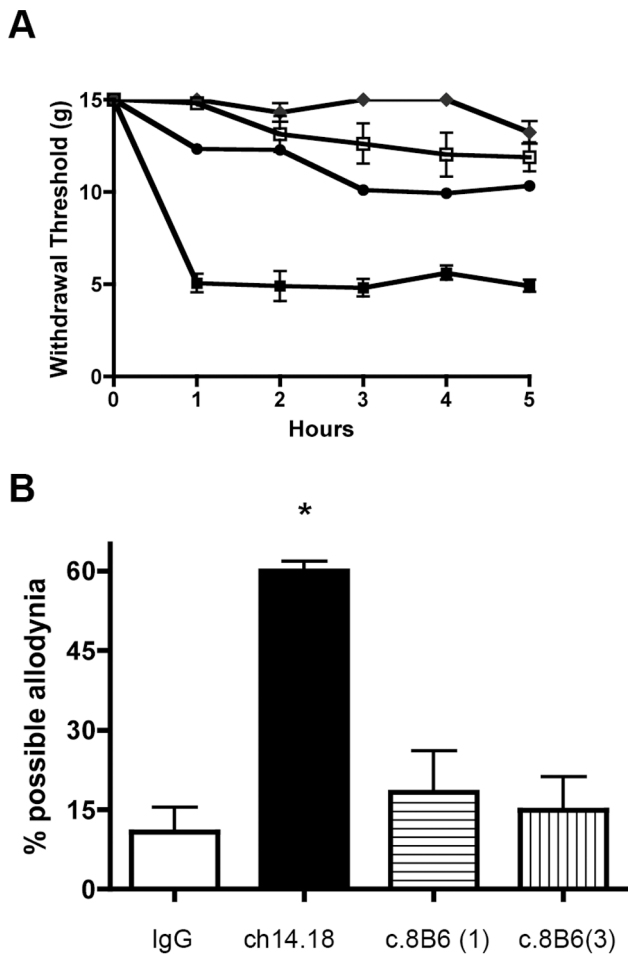 A
Withdrawal Threshold (g)
15
10
5
0
0 1 2 3 4 5
Hours
B
% possible allodynia
*
60
45
30
15
0
IgG ch14.18 c.8B6 (1) c.8B6(3)